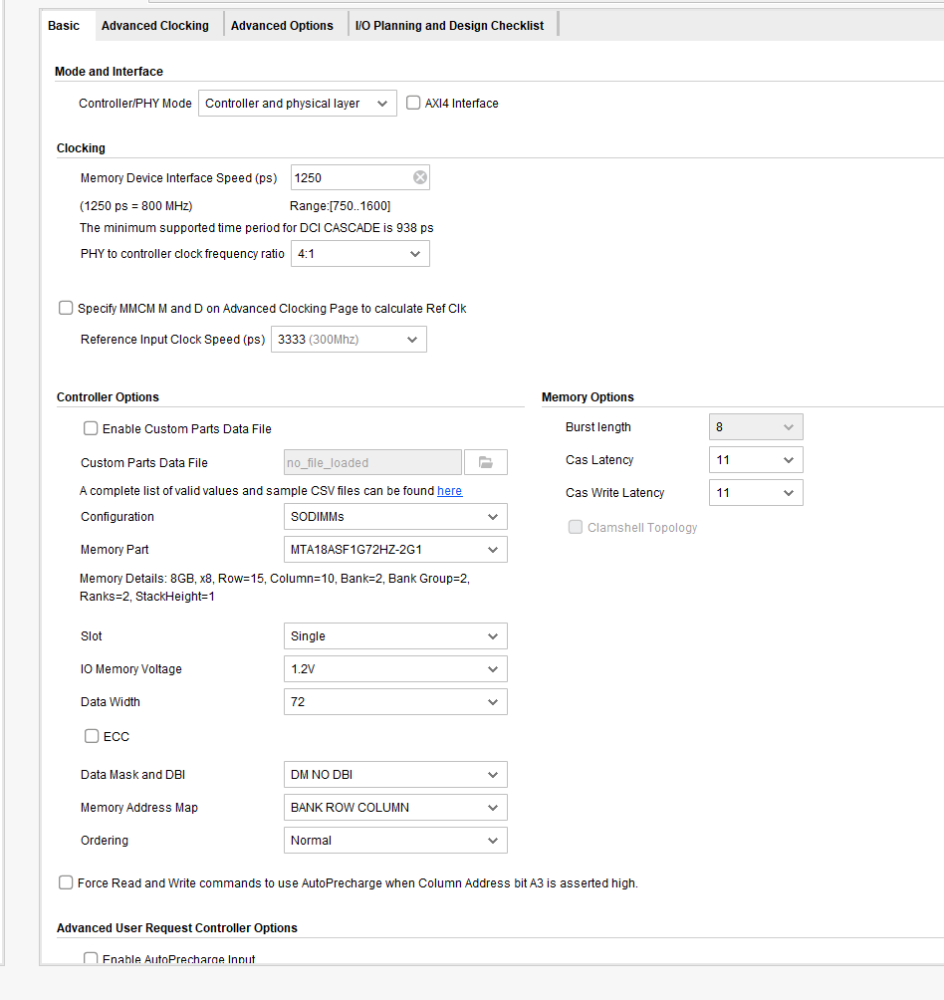 Basic Advanced Clocking Advanced Options I/O Planning and Design Checklist
Mode and Interface
Controller/PHY Mode Controller and physical layer AXI4 Interface
Clocking
Memory Device Interface Speed (ps) 1250
(1250 ps = 800 MHz) Range:[750..1600]
The minimum supported time period for DCI CASCADE is 938 ps
PHY to controller clock frequency ratio 4:1
Specify MMCM M and D on Advanced Clocking Page to calculate Ref Clk
Reference Input Clock Speed (ps) 3333 (300Mhz)
Controller Options
Enable Custom Parts Data File
Custom Parts Data File no_file_loaded
A complete list of valid values and sample CSV files can be found here
Configuration SODIMMs
Memory Part MTA18ASF1G72HZ-2G1
Memory Details: 8GB, x8, Row=15, Column=10, Bank=2, Bank Group=2,
Ranks=2, StackHeight=1
Slot Single
IO Memory Voltage 1.2V
Data Width 72
ECC
Data Mask and DBI DM NO DBI
Memory Address Map BANK ROW COLUMN
Ordering Normal
Memory Options
Burst length 8
Cas Latency 11
Cas Write Latency 11
Clamshell Topology
Force Read and Write commands to use AutoPrecharge when Column Address bit A3 is asserted high.
Advanced User Request Controller Options
Enable AutoPrecharge Input